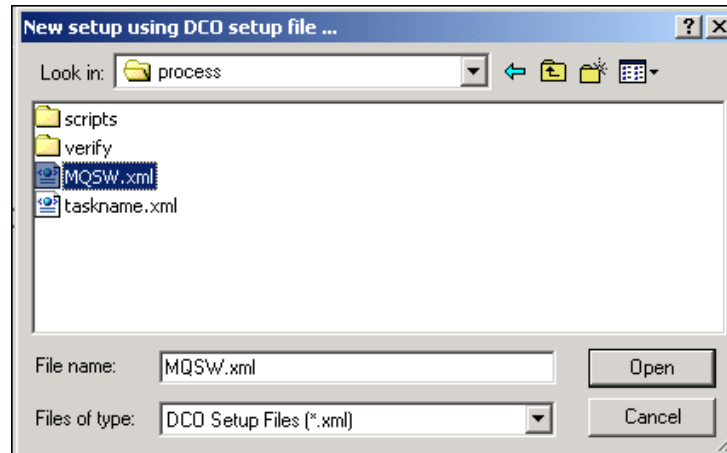 New setup using DCO setup file ...
Look in: process
scripts
verify
MQSW.xml
taskname.xml
File name: MQSW.xml Open
Files of type: DCO Setup Files (*.xml) Cancel